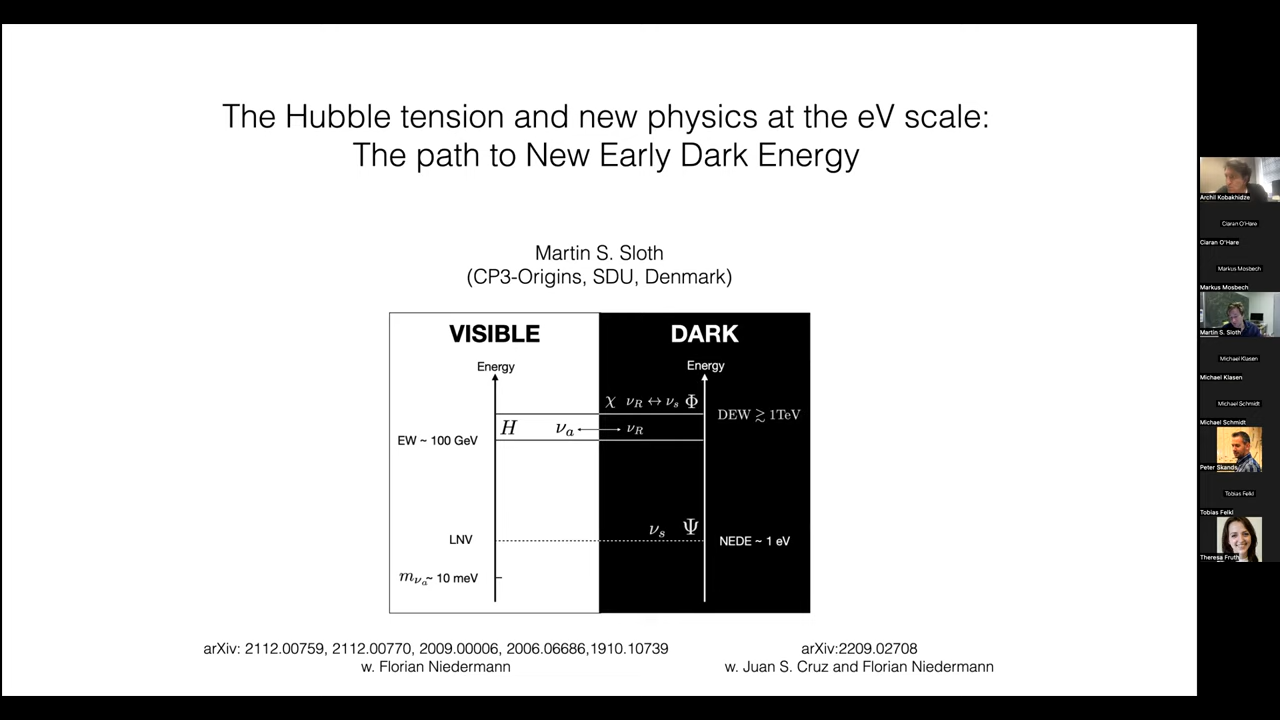 The Hubble tension and new physics at the eV scale:
The path to New Early Dark Energy
Martin S. Sloth
(CP3-Origins, SDU, Denmark)
VISIBLE
DARK
Energy
Energy
χ ν_R ↔ ν_s Φ
DEW ≳ 1TeV
H ν_a ⟷ ν_R
EW ~ 100 GeV
ν_s Ψ
LNV
NEDE ~ 1 eV
m_{ν_a} ~ 10 meV
arXiv: 2112.00759, 2112.00770, 2009.00006, 2006.06686,1910.10739
w. Florian Niedermann
arXiv:2209.02708
w. Juan S. Cruz and Florian Niedermann
Archil Kobakhidze
Ciaran O'Hare
Ciaran O'Hare
Markus Mosbech
Markus Mosbech
Martin S. Sloth
Michael Klasen
Michael Klasen
Michael Schmidt
Michael Schmidt
Peter Skands
Tobias Felkl
Tobias Felkl
Theresa Fruth